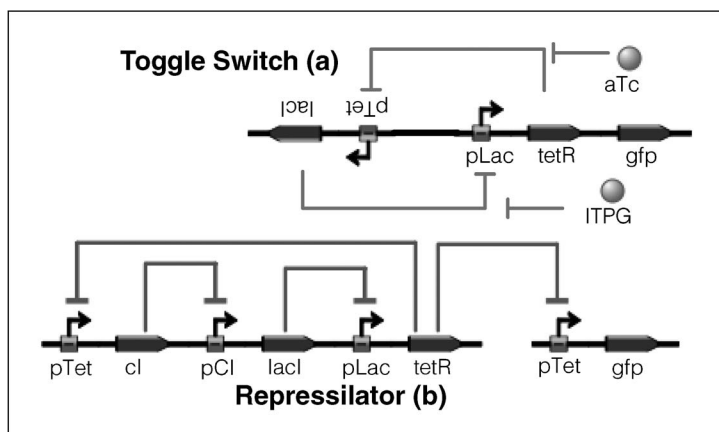 Toggle Switch (a)
aTc
lacI
pTet
pLac
tetR
gfp
ITPG
pTet
cI
pCI
lacI
pLac
tetR
pTet
gfp
Repressilator (b)